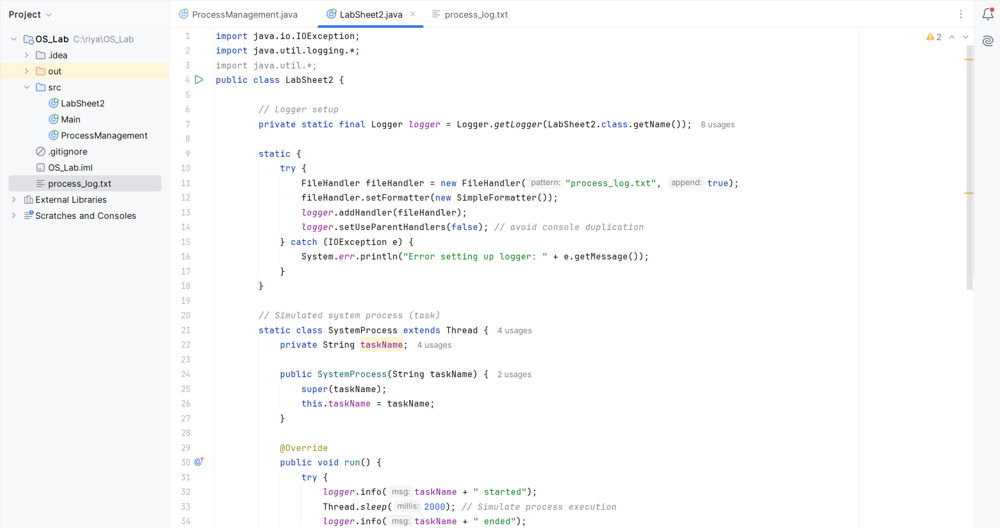 Project
OS_Lab C:\riya\OS_Lab
.idea
out
src
LabSheet2
Main
ProcessManagement
.gitignore
OS_Lab.iml
process_log.txt
External Libraries
Scratches and Consoles
ProcessManagement.java LabSheet2.java process_log.txt
2
1 import java.io.IOException;
2 import java.util.logging.*;
3 import java.util.*;
4 public class LabSheet2 {
5
6 // Logger setup
7 private static final Logger logger = Logger.getLogger(LabSheet2.class.getName()); 8 usages
8
9 static {
10 try {
11 FileHandler fileHandler = new FileHandler( pattern: "process_log.txt", append: true);
12 fileHandler.setFormatter(new SimpleFormatter());
13 logger.addHandler(fileHandler);
14 logger.setUseParentHandlers(false); // avoid console duplication
15 } catch (IOException e) {
16 System.err.println("Error setting up logger: " + e.getMessage());
17 }
18 }
19
20 // Simulated system process (task)
21 static class SystemProcess extends Thread { 4 usages
22 private String taskName; 4 usages
23
24 public SystemProcess(String taskName) { 2 usages
25 super(taskName);
26 this.taskName = taskName;
27 }
28
29 @Override
30 public void run() {
31 try {
32 logger.info( msg: taskName + " started");
33 Thread.sleep( millis: 2000); // Simulate process execution
34 logger.info( msg: taskName + " ended");